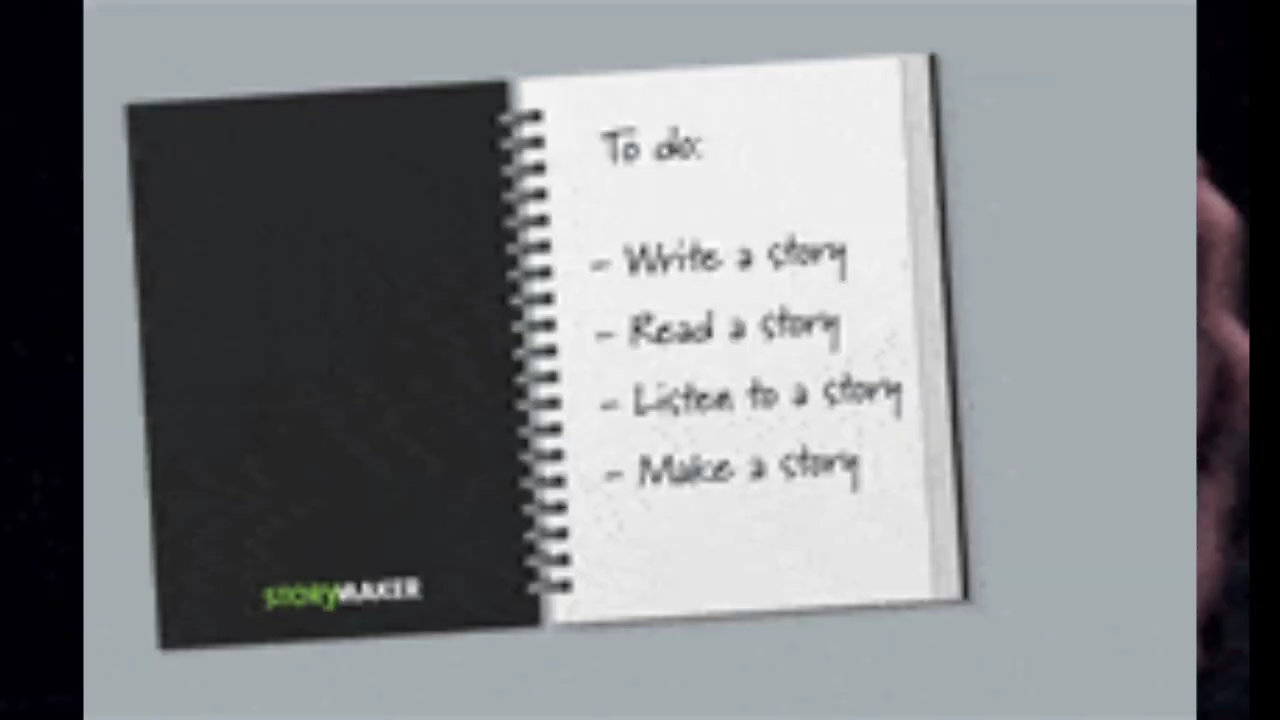 To do:
- Write a story
- Read a story
- Listen to a story
- Make a story
STORYMAKER